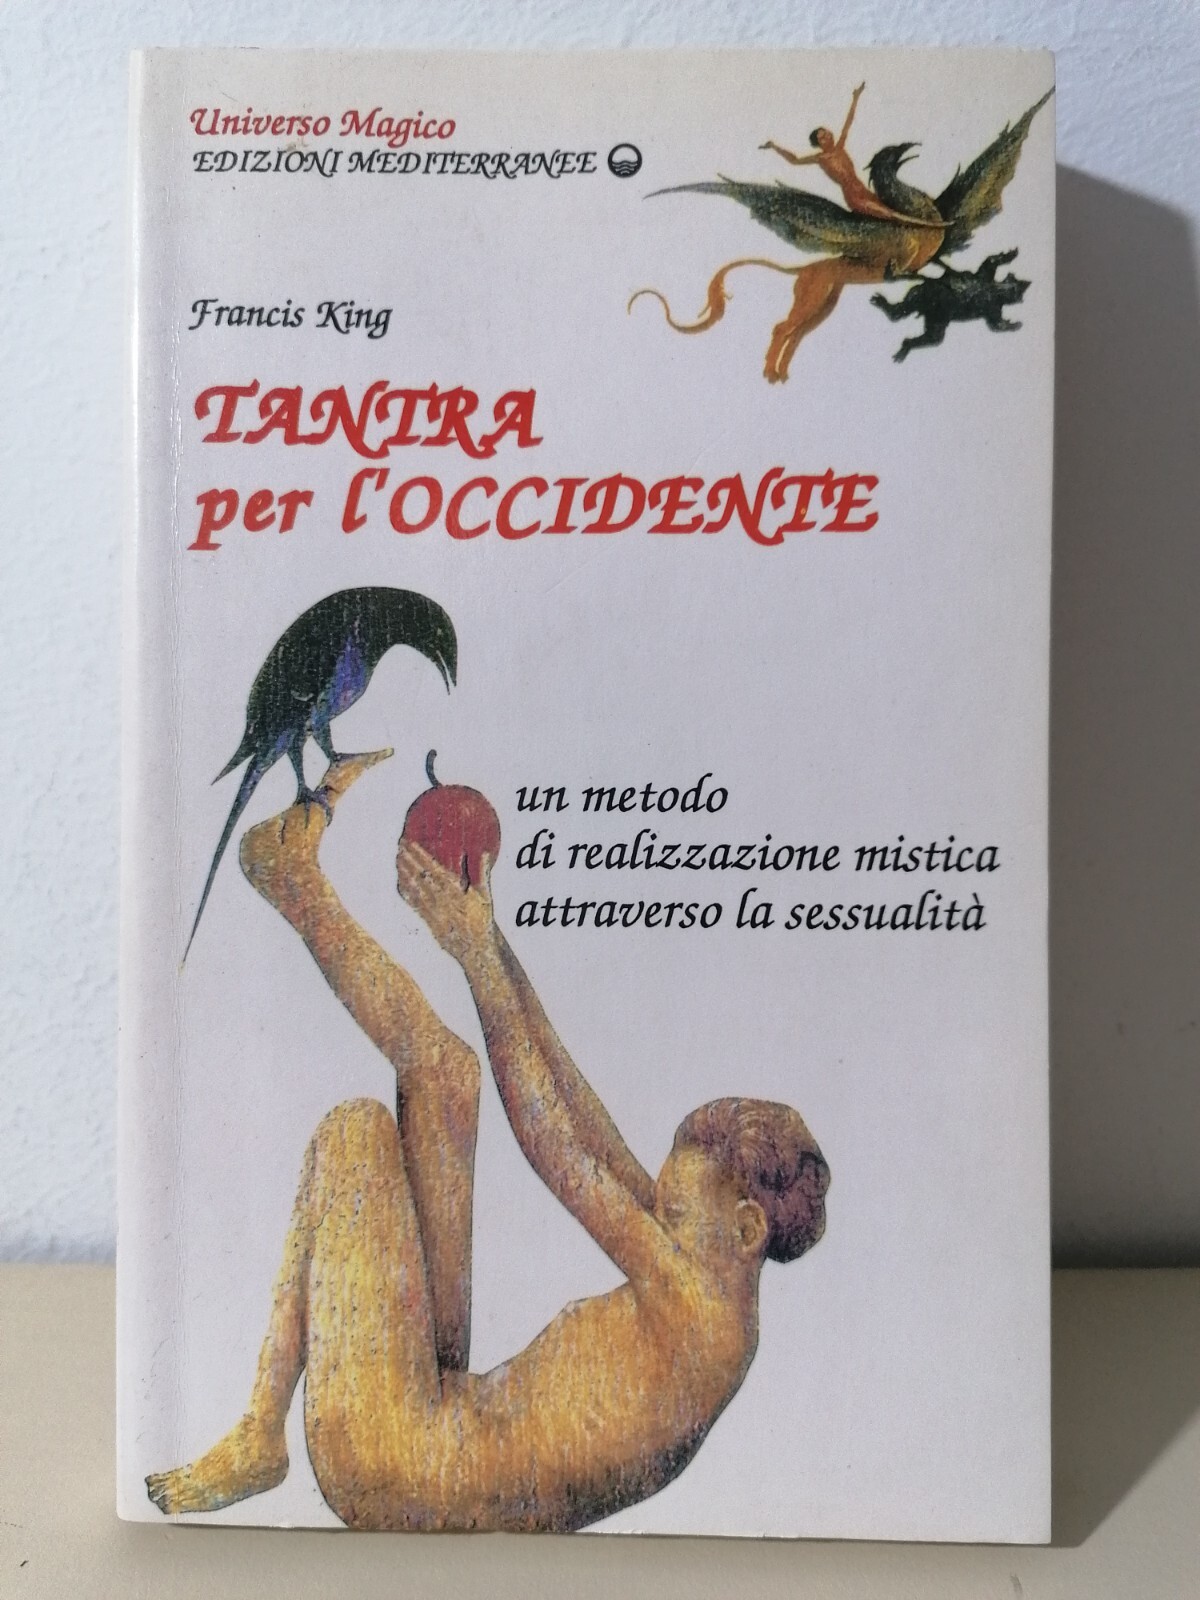 Universo Magico
EDIZIONI MEDITERRANEE
Francis King
TANTRA
per l'OCCIDENTE
un metodo
di realizzazione mistica
attraverso la sessualità